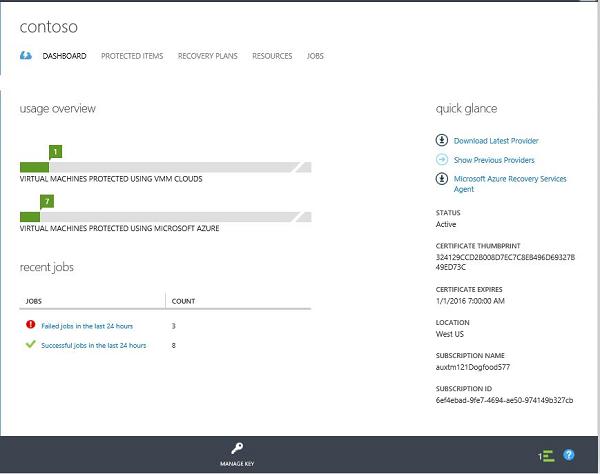 contoso
DASHBOARD PROTECTED ITEMS RECOVERY PLANS RESOURCES JOBS
usage overview
1
VIRTUAL MACHINES PROTECTED USING VMM CLOUDS
7
VIRTUAL MACHINES PROTECTED USING MICROSOFT AZURE
recent jobs
JOBS COUNT
Failed jobs in the last 24 hours 3
Successful jobs in the last 24 hours 8
quick glance
Download Latest Provider
Show Previous Providers
Microsoft Azure Recovery Services
Agent
STATUS
Active
CERTIFICATE THUMBPRINT
324129CCD2B008D7EC7C8E8496D69327B
49ED73C
CERTIFICATE EXPIRES
1/1/2016 7:00:00 AM
LOCATION
West US
SUBSCRIPTION NAME
auxtm121Dogfood577
SUBSCRIPTION ID
6ef4ebad-9fe7-4694-ae50-974149b327cb
MANAGE KEY
1
?